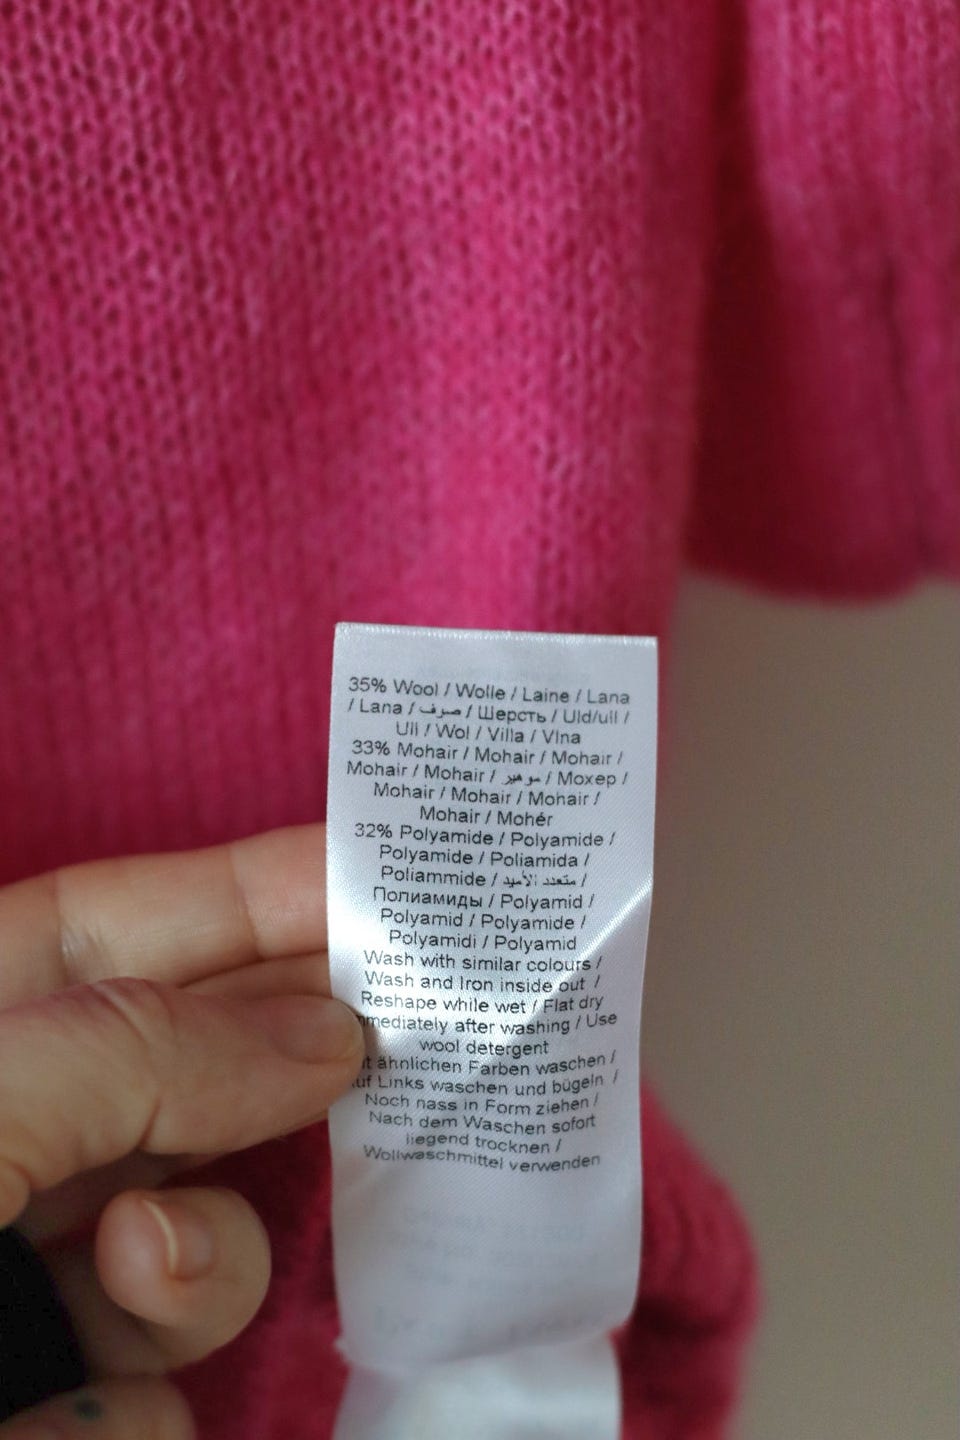 35% Wool / Wolle / Laine / Lana
/ Lana / صوف / Шерсть / Uld/ull /
Ull / Wol / Villa / Vlna
33% Mohair / Mohair / Mohair /
Mohair / Mohair / موهير / Мохер /
Mohair / Mohair / Mohair /
Mohair / Mohér
32% Polyamide / Polyamide /
Polyamide / Poliamida /
Poliammide / متعدد الأميد /
Полиамиды / Polyamid /
Polyamid / Polyamide /
Polyamidi / Polyamid
Wash with similar colours /
Wash and Iron inside out /
Reshape while wet / Flat dry
mmediately after washing / Use
wool detergent
it ähnlichen Farben waschen /
uf Links waschen und bügeln /
Noch nass in Form ziehen /
Nach dem Waschen sofort
liegend trocknen /
Wollwaschmittel verwenden